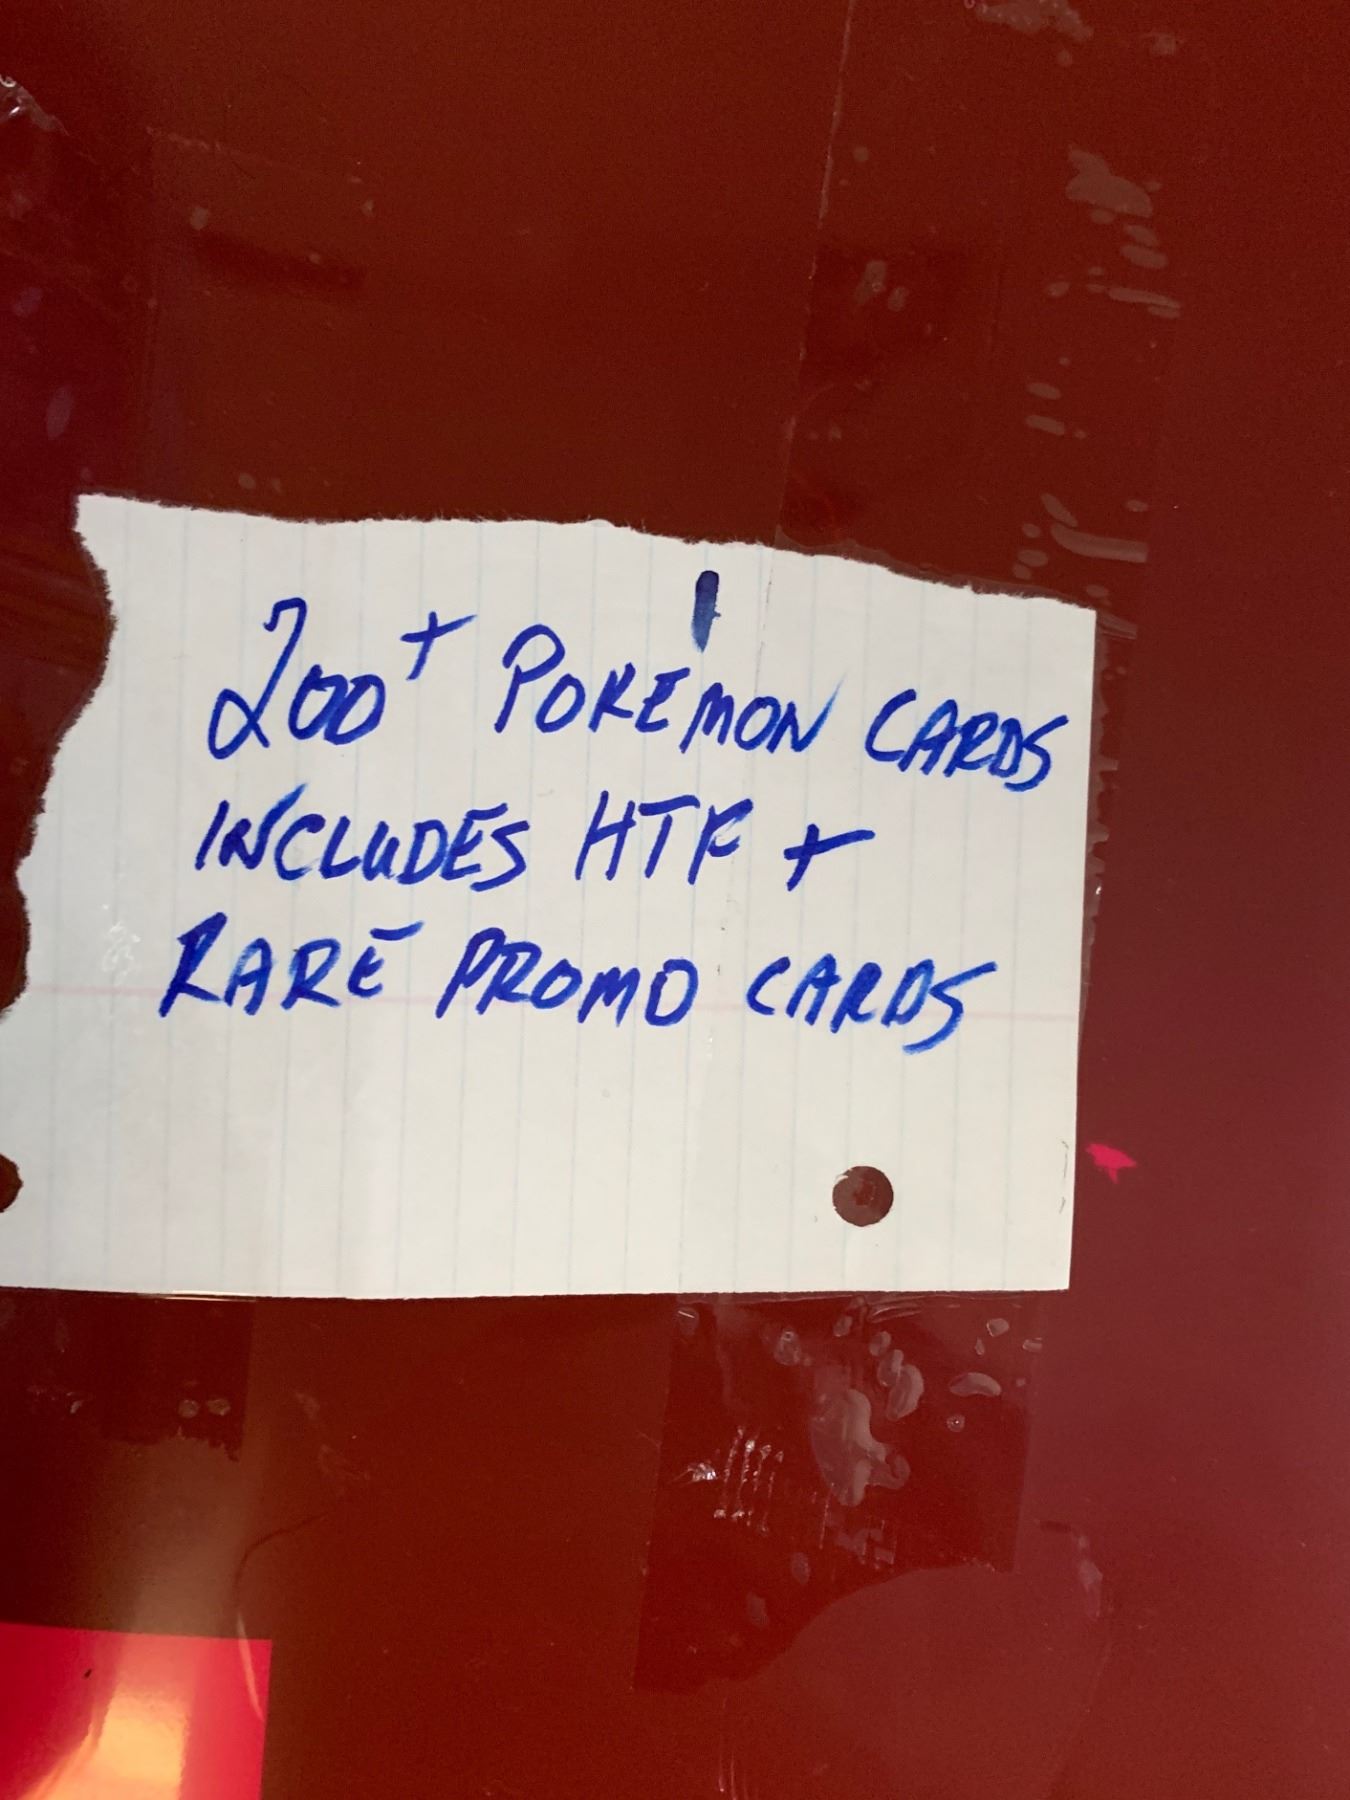 200+ POKEMON CARDS
INCLUDES HTF +
RARE PROMO CARDS